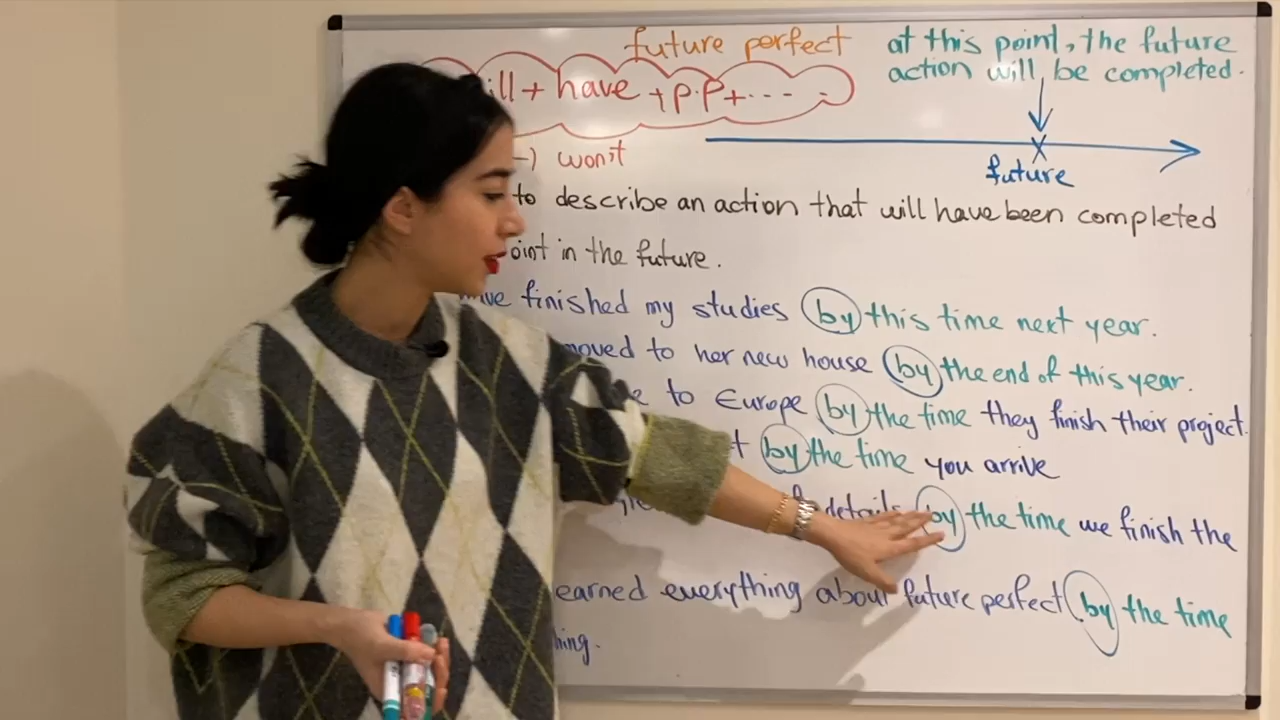 future perfect
at this point, the future
action will be completed.
ill + have + p.p + ....
-) won't
future
to describe an action that will have been completed
oint in the future.
ve finished my studies by this time next year.
moved to her new house by the end of this year.
e to Europe by the time they finish their project.
t by the time you arrive
details by the time we finish the
earned everything about future perfect by the time
hing.